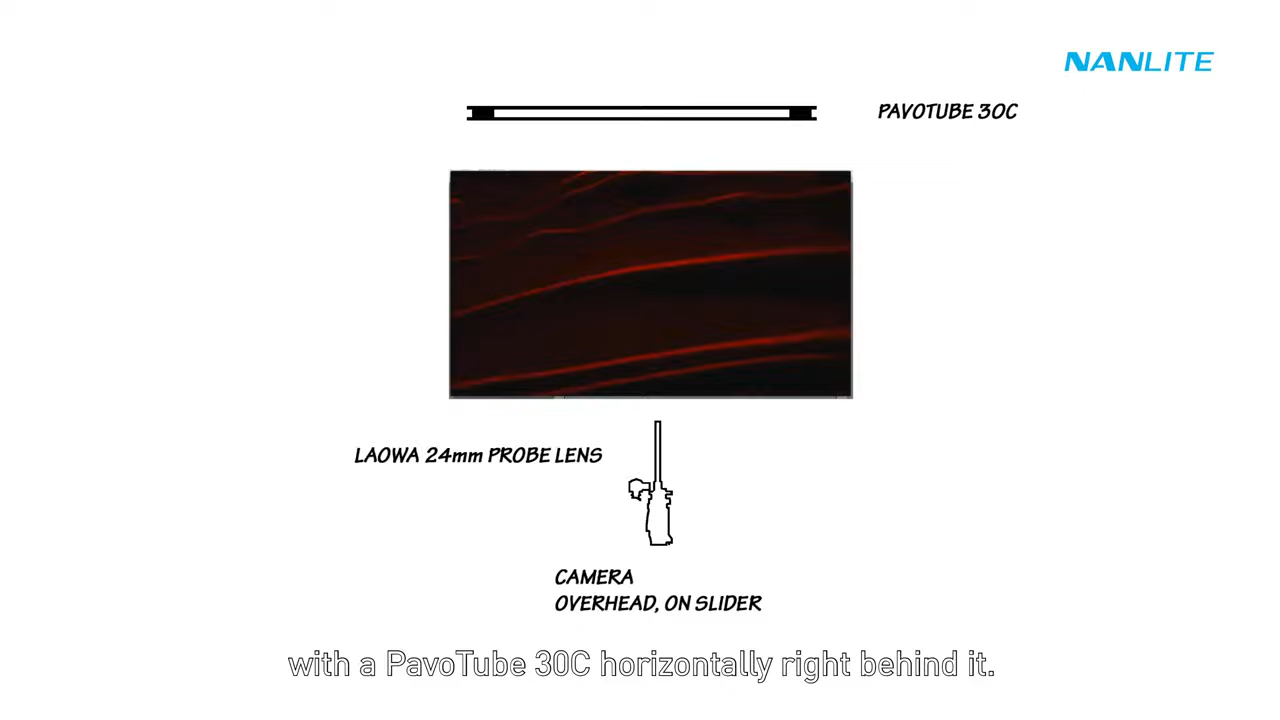 NANLITE
PAVOTUBE 30C
LAOWA 24mm PROBE LENS
CAMERA
OVERHEAD, ON SLIDER
with a PavoTube 30C horizontally right behind it.